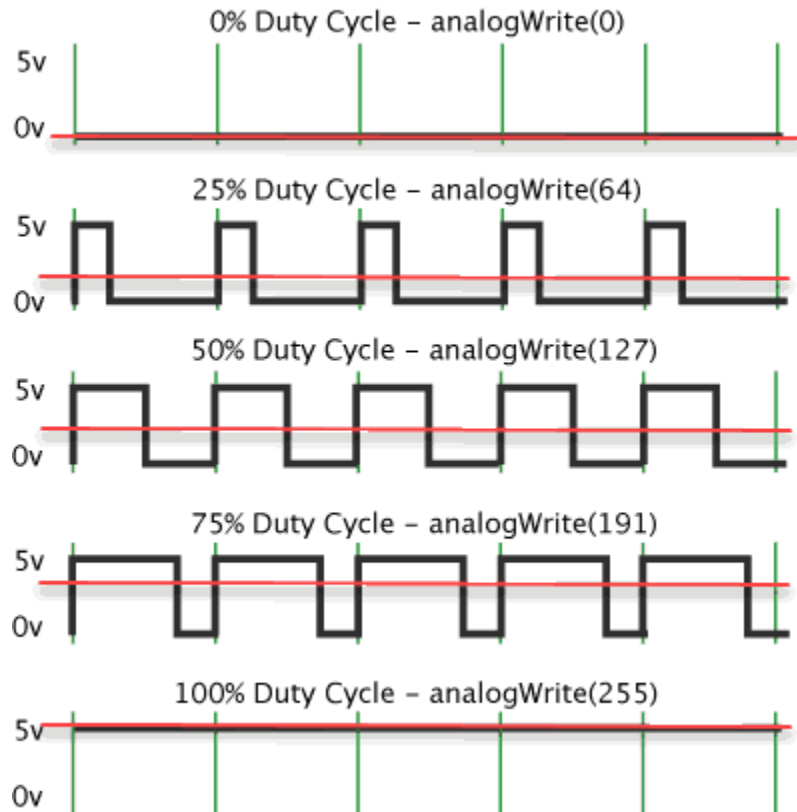 0% Duty Cycle – analogWrite(0)
5v
0v
25% Duty Cycle – analogWrite(64)
5v
0v
50% Duty Cycle – analogWrite(127)
5v
0v
75% Duty Cycle – analogWrite(191)
5v
0v
100% Duty Cycle – analogWrite(255)
5v
0v